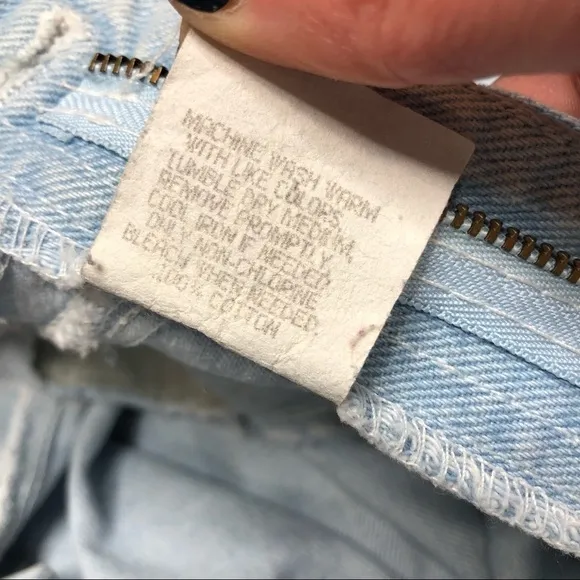 MACHINE WASH WARM
WITH LIKE COLORS
TUMBLE DRY MEDIUM,
REMOVE PROMPTLY
COOL IRON IF NEEDED
ONLY NON-CHLORINE
BLEACH WHEN NEEDED
100% COTTON